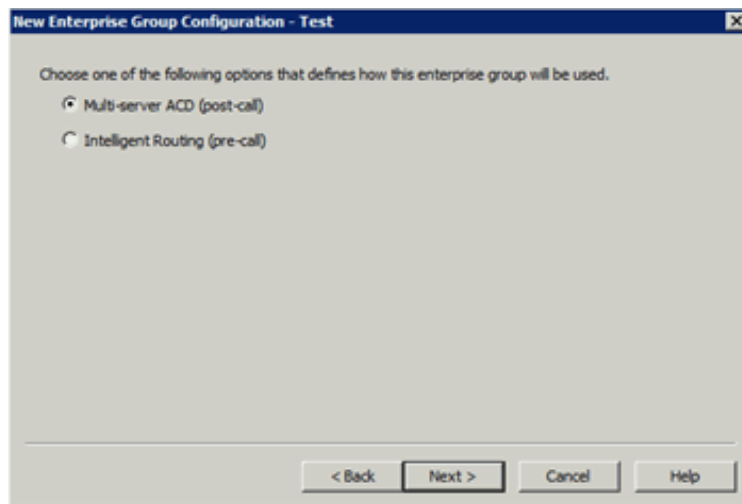 New Enterprise Group Configuration - Test
Choose one of the following options that defines how this enterprise group will be used.
Multi-server ACD (post-call)
Intelligent Routing (pre-call)
< Back Next > Cancel Help